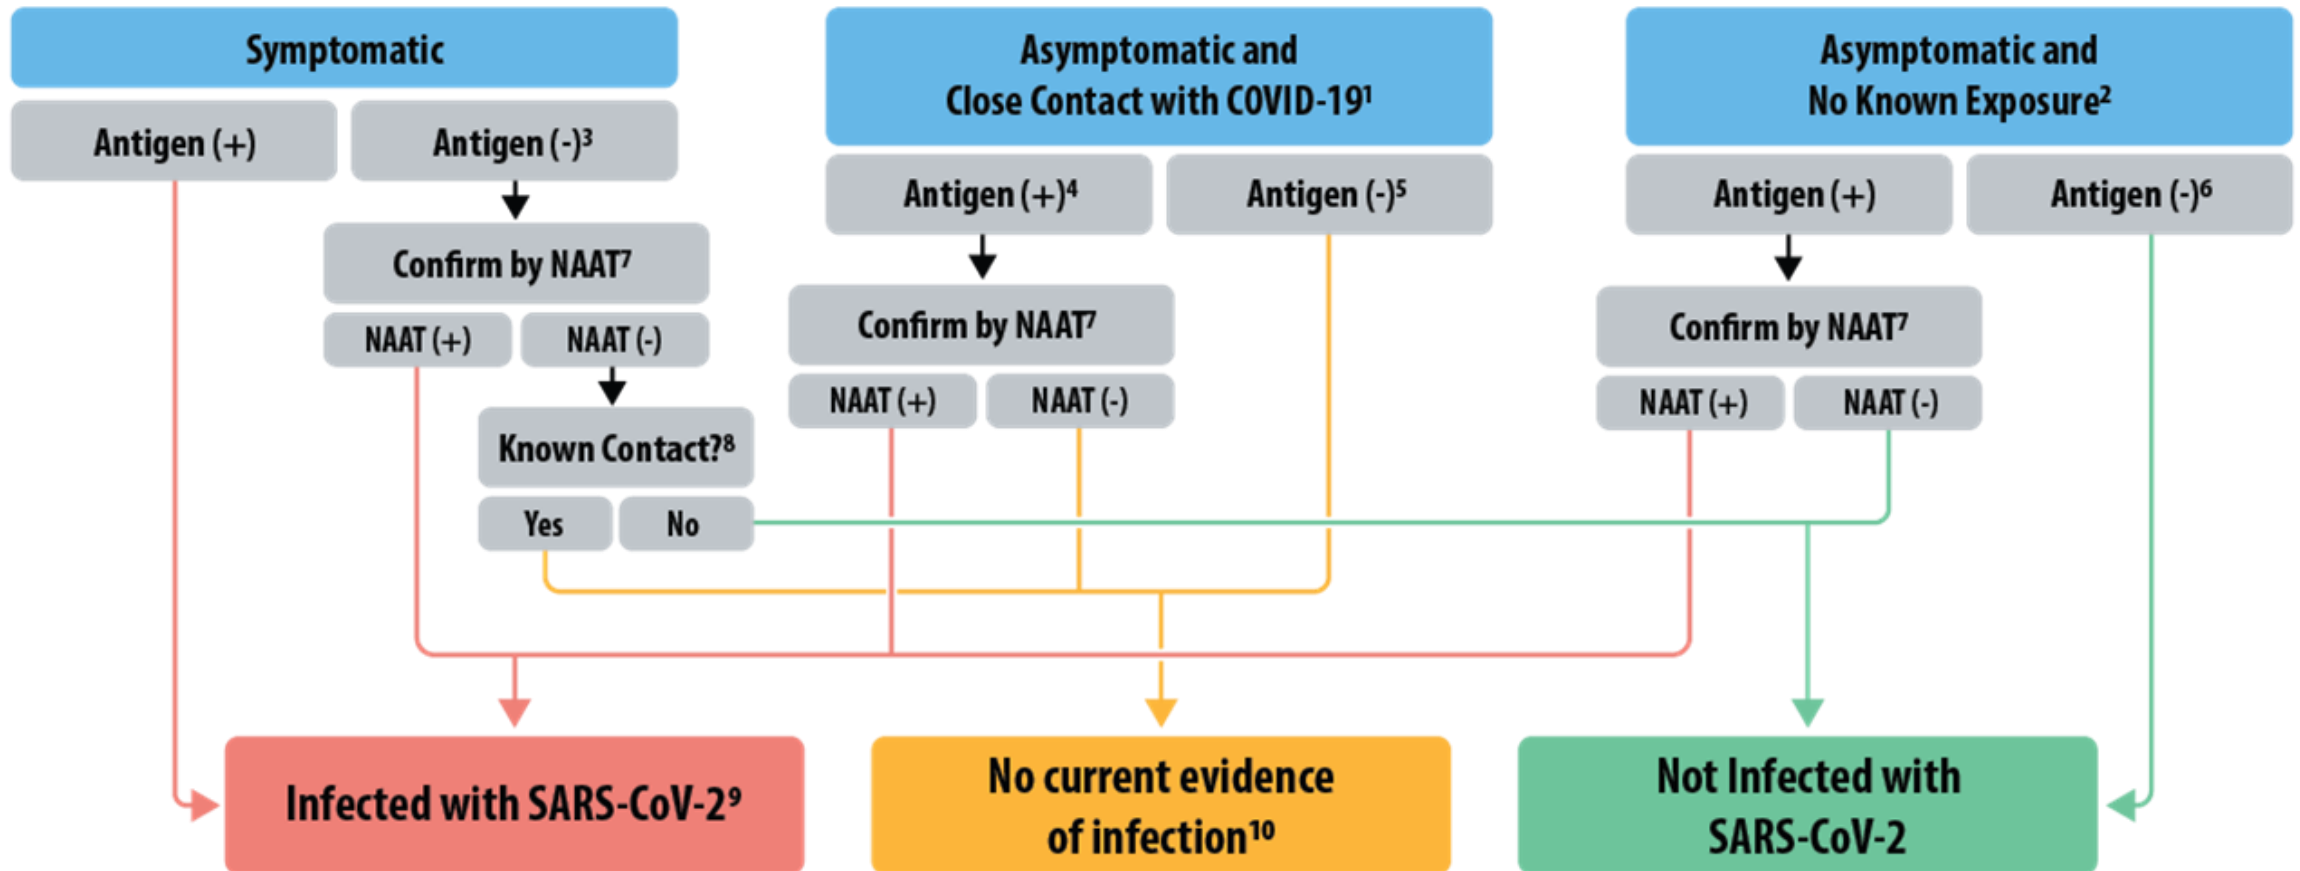 Symptomatic
Antigen (+)
Antigen (-)³
Confirm by NAAT⁷
NAAT (+)
NAAT (-)
Known Contact?⁸
Yes
No
Asymptomatic and
Close Contact with COVID-19¹
Antigen (+)⁴
Antigen (-)⁵
Confirm by NAAT⁷
NAAT (+)
NAAT (-)
Asymptomatic and
No Known Exposure²
Antigen (+)
Antigen (-)⁶
Confirm by NAAT⁷
NAAT (+)
NAAT (-)
Infected with SARS-CoV-2⁹
No current evidence
of infection¹⁰
Not Infected with
SARS-CoV-2